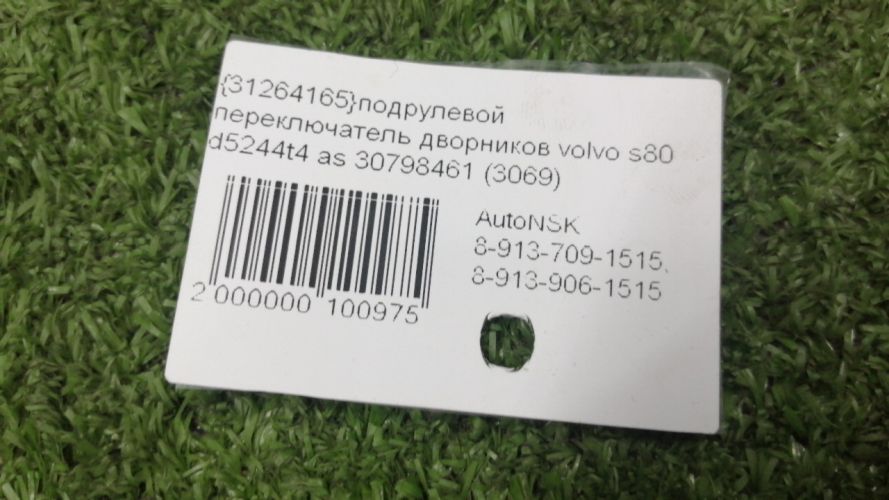 {31264165}подрулевой
переключатель дворников volvo s80
d5244t4 as 30798461 (3069)
AutoNSK
8-913-709-1515,
8-913-906-1515
2 000000 100975